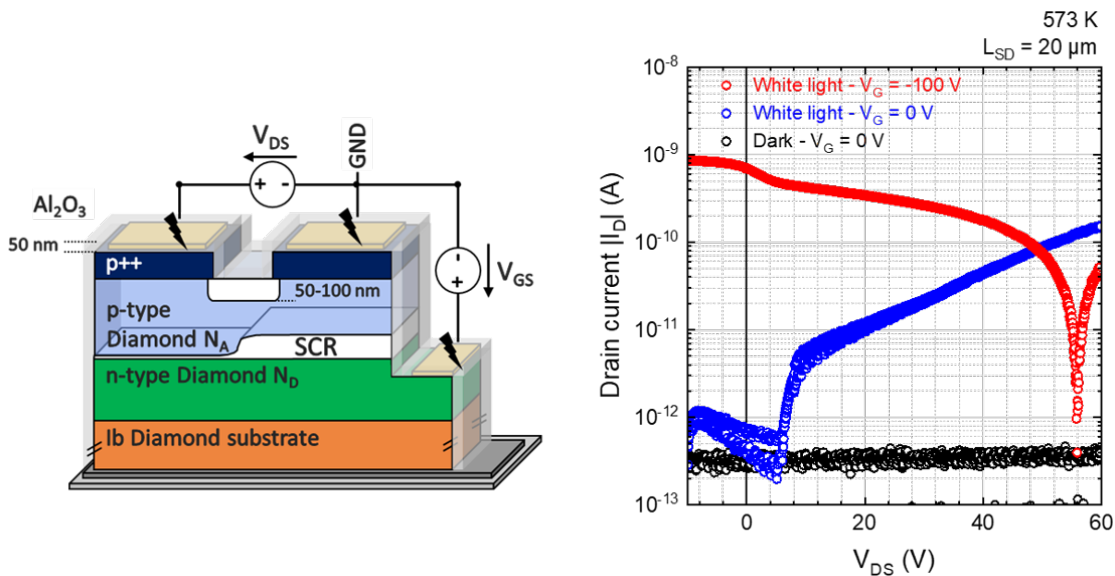 V_DS
GND
Al₂O₃
50 nm
p++
50-100 nm
V_GS
p-type
Diamond N_A
SCR
n-type Diamond N_D
Ib Diamond substrate
+ -
-
+
573 K
L_SD = 20 µm
White light - V_G = -100 V
White light - V_G = 0 V
Dark - V_G = 0 V
Drain current |I_D| (A)
10⁻⁸
10⁻⁹
10⁻¹⁰
10⁻¹¹
10⁻¹²
10⁻¹³
0 20 40 60
V_DS (V)